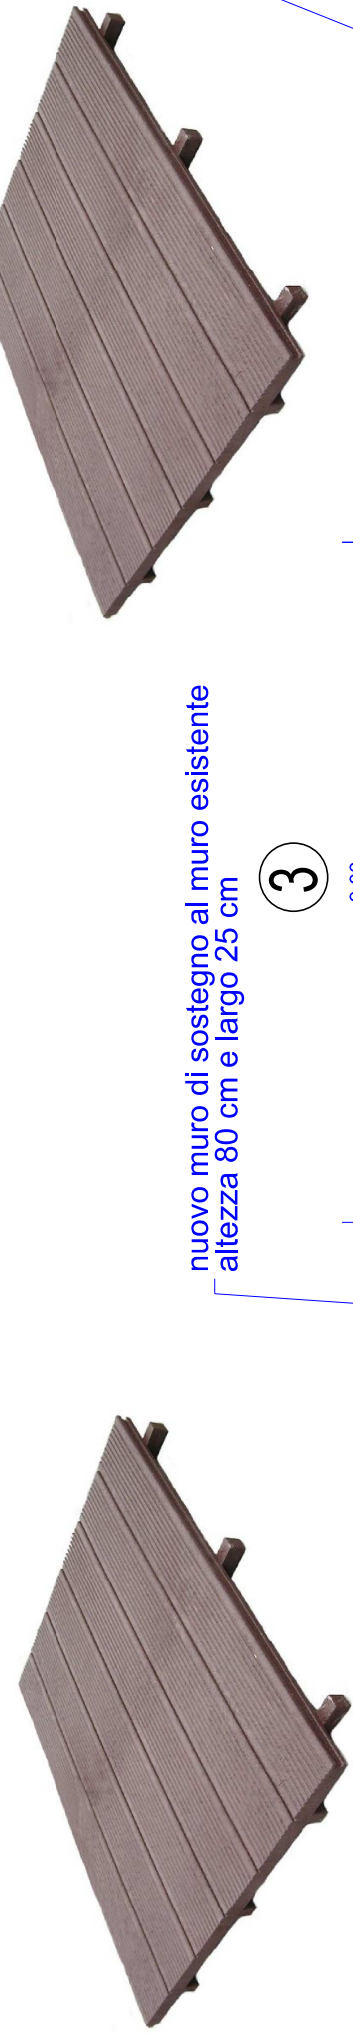 nuovo muro di sostegno al muro esistente
altezza 80 cm e largo 25 cm
3